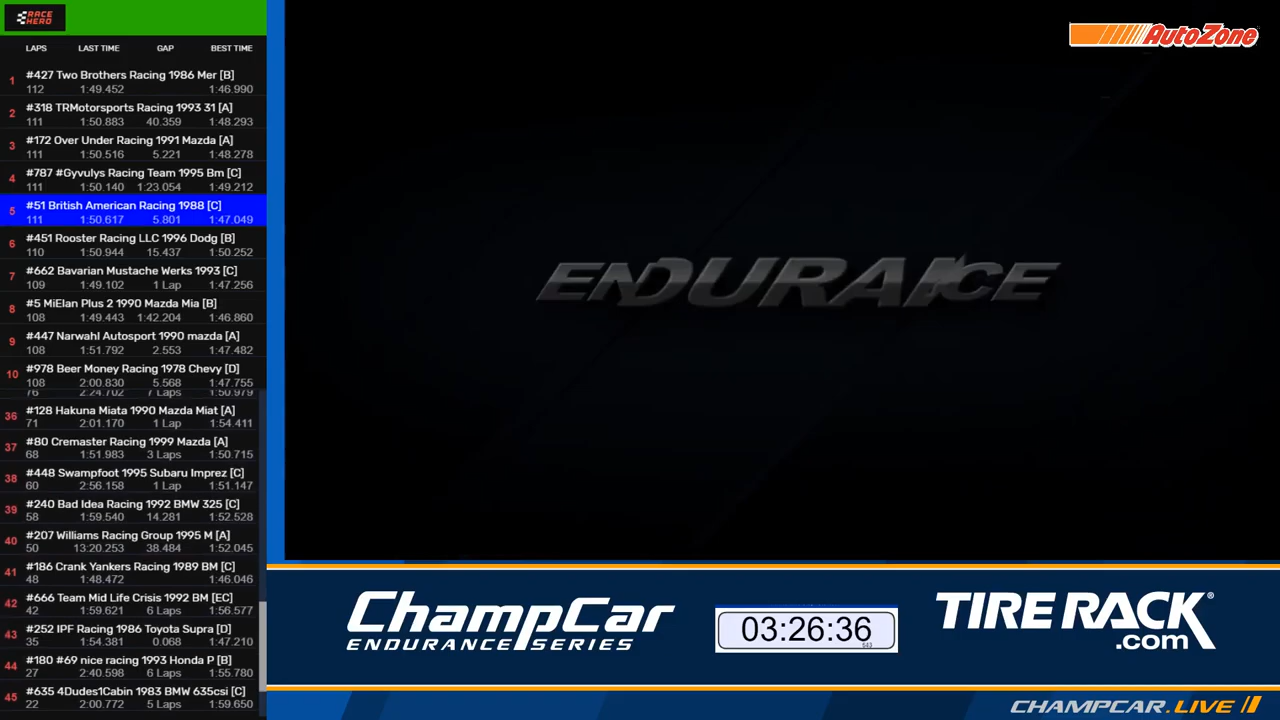 RACE HERO
LAPS LAST TIME GAP BEST TIME
1 #427 Two Brothers Racing 1986 Mer [B]
112 1:49.452 1:46.990
2 #318 TRMotorsports Racing 1993 31 [A]
111 1:50.883 40.359 1:48.293
3 #172 Over Under Racing 1991 Mazda [A]
111 1:50.516 5.221 1:48.278
4 #787 #Gyvulys Racing Team 1995 Bm [C]
111 1:50.140 1:23.054 1:49.212
5 #51 British American Racing 1988 [C]
111 1:50.617 5.801 1:47.049
6 #451 Rooster Racing LLC 1996 Dodg [B]
110 1:50.944 15.437 1:50.252
7 #662 Bavarian Mustache Werks 1993 [C]
109 1:49.102 1 Lap 1:47.256
8 #5 MiElan Plus 2 1990 Mazda Mia [B]
108 1:49.443 1:42.204 1:46.860
9 #447 Narwahl Autosport 1990 mazda [A]
108 1:51.792 2.553 1:47.482
10 #978 Beer Money Racing 1978 Chevy [D]
108 2:00.830 5.568 1:47.755
76 2:24.702 7 Laps 1:50.979
36 #128 Hakuna Miata 1990 Mazda Miat [A]
71 2:01.170 1 Lap 1:54.411
37 #80 Cremaster Racing 1999 Mazda [A]
68 1:51.983 3 Laps 1:50.715
38 #448 Swampfoot 1995 Subaru Imprez [C]
60 2:56.158 1 Lap 1:51.147
39 #240 Bad Idea Racing 1992 BMW 325 [C]
58 1:59.540 14.281 1:52.528
40 #207 Williams Racing Group 1995 M [A]
50 13:20.253 38.484 1:52.045
41 #186 Crank Yankers Racing 1989 BM [C]
48 1:48.472 1:46.046
42 #666 Team Mid Life Crisis 1992 BM [EC]
42 1:59.621 6 Laps 1:56.577
43 #252 IPF Racing 1986 Toyota Supra [D]
35 1:54.381 0.068 1:47.210
44 #180 #69 nice racing 1993 Honda P [B]
27 2:40.598 6 Laps 1:55.780
45 #635 4Dudes1Cabin 1983 BMW 635csi [C]
22 2:00.772 5 Laps 1:59.650
AutoZone
ENDURANCE
ChampCar
ENDURANCE SERIES
03:26:36
543
TIRE RACK®
.com
CHAMPCAR.LIVE